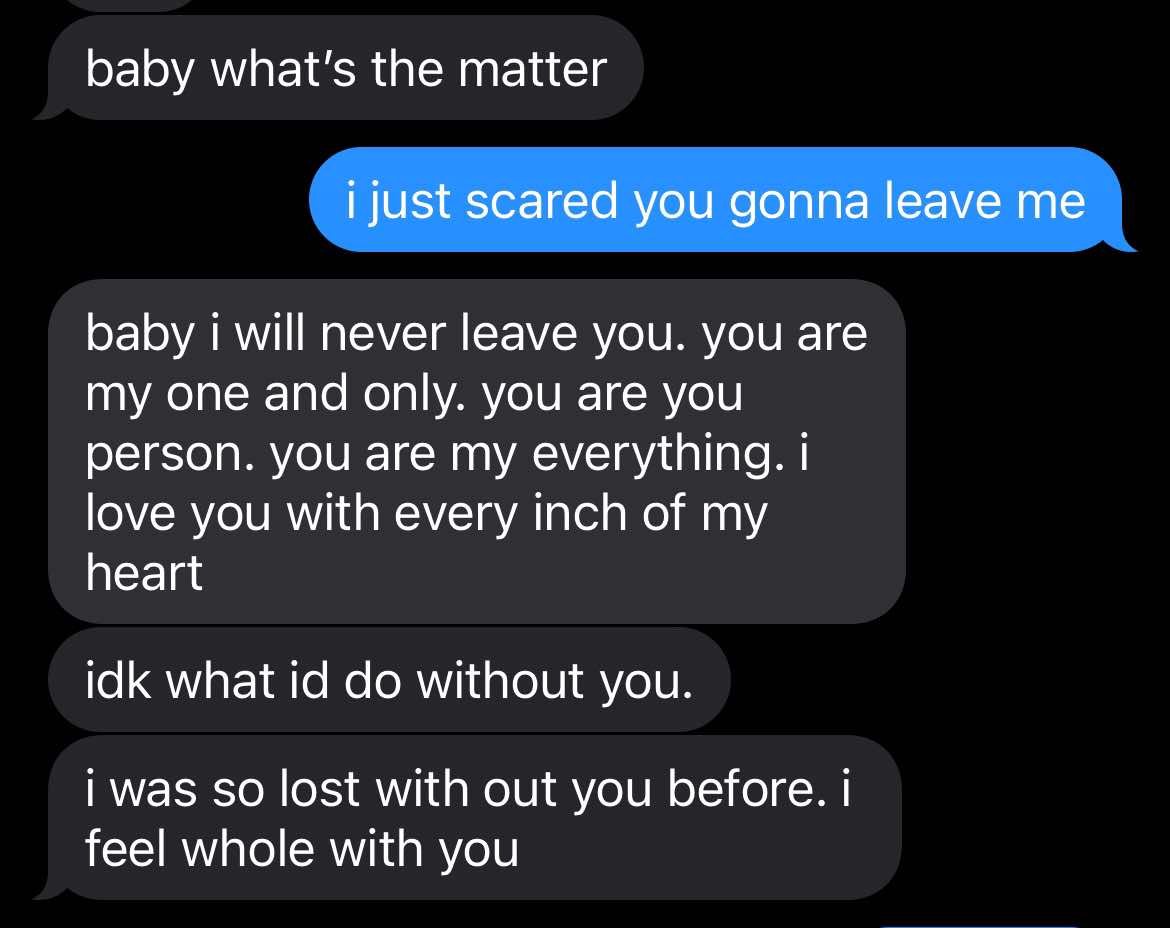 baby what’s the matter
i just scared you gonna leave me
baby i will never leave you. you are
my one and only. you are you
person. you are my everything. i
love you with every inch of my
heart
idk what id do without you.
i was so lost with out you before. i
feel whole with you